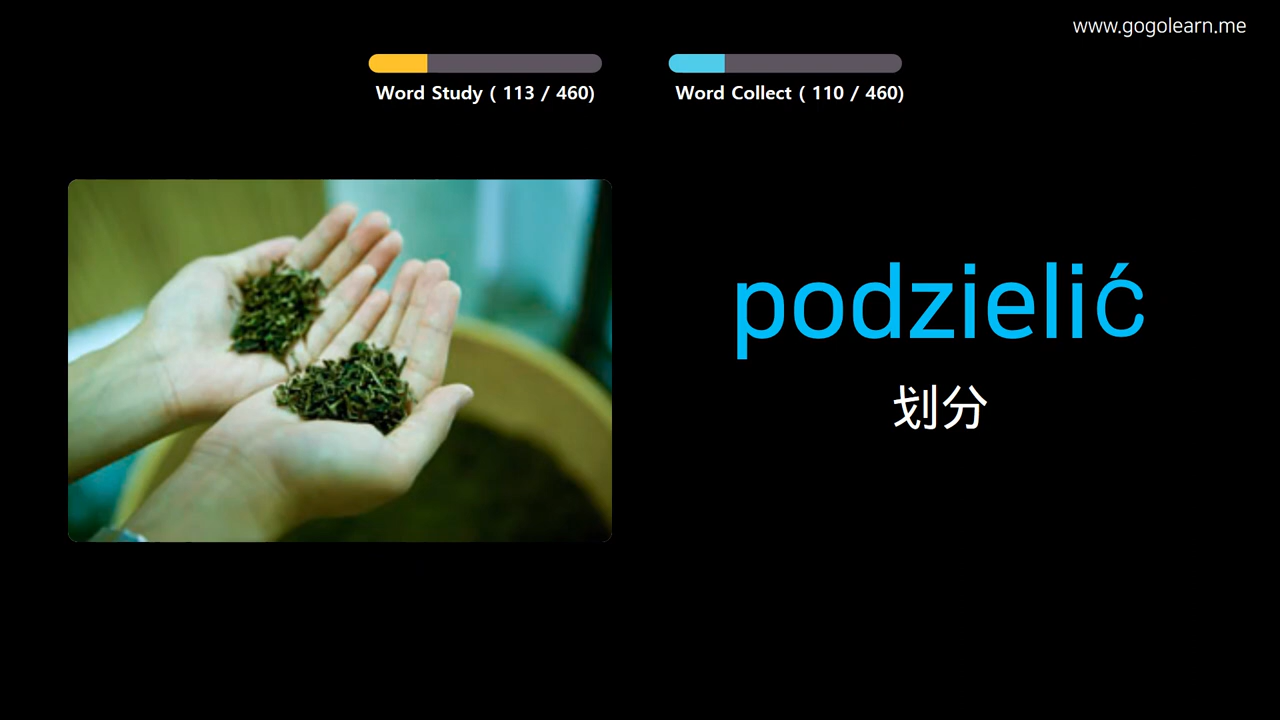 www.gogolearn.me
Word Study ( 113 / 460)
Word Collect ( 110 / 460)
podzielić
划分